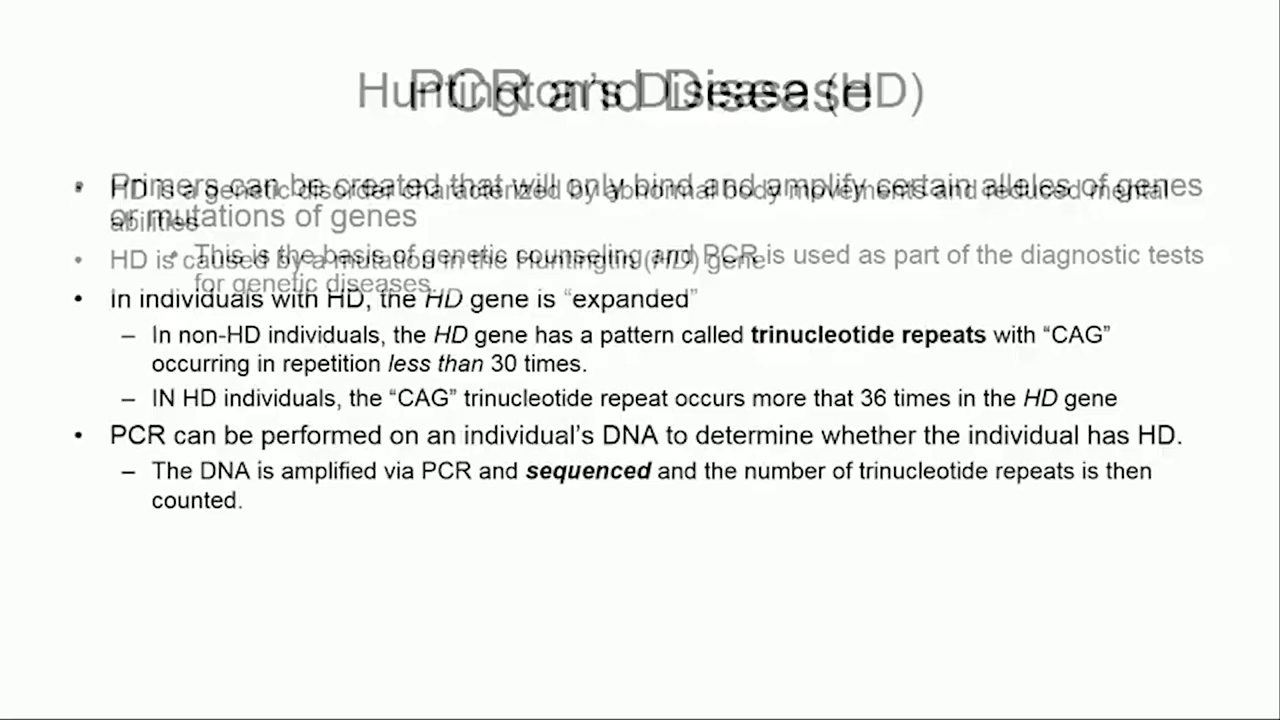 Huntington's Disease (HD)
PCR and Disease
• Primers can be created that will only bind and amplify certain alleles of genes
or mutations of genes
• This is the basis of genetic counseling and PCR is used as part of the diagnostic tests
for genetic diseases.
• HD is a genetic disorder characterized by abnormal body movements and reduced mental
abilities
• HD is caused by a mutation in the Huntingtin (HD) gene
• In individuals with HD, the HD gene is “expanded”
– In non-HD individuals, the HD gene has a pattern called trinucleotide repeats with “CAG”
occurring in repetition less than 30 times.
– IN HD individuals, the “CAG” trinucleotide repeat occurs more that 36 times in the HD gene
• PCR can be performed on an individual’s DNA to determine whether the individual has HD.
– The DNA is amplified via PCR and sequenced and the number of trinucleotide repeats is then
counted.